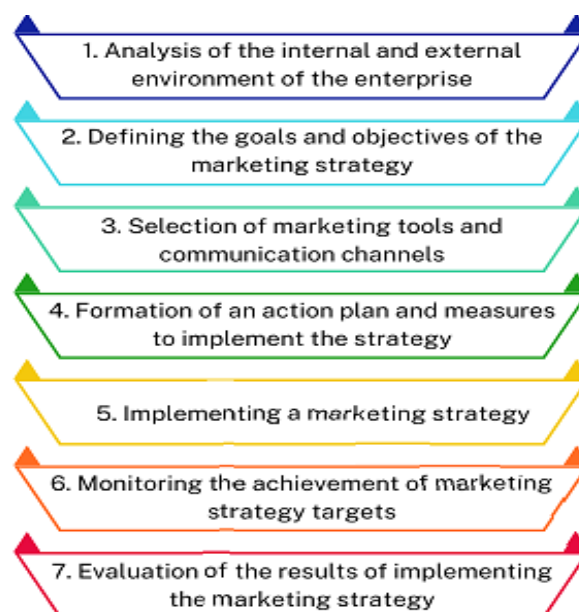 1. Analysis of the internal and external
environment of the enterprise
2. Defining the goals and objectives of the
marketing strategy
3. Selection of marketing tools and
communication channels
4. Formation of an action plan and measures
to implement the strategy
5. Implementing a marketing strategy
6. Monitoring the achievement of marketing
strategy targets
7. Evaluation of the results of implementing
the marketing strategy